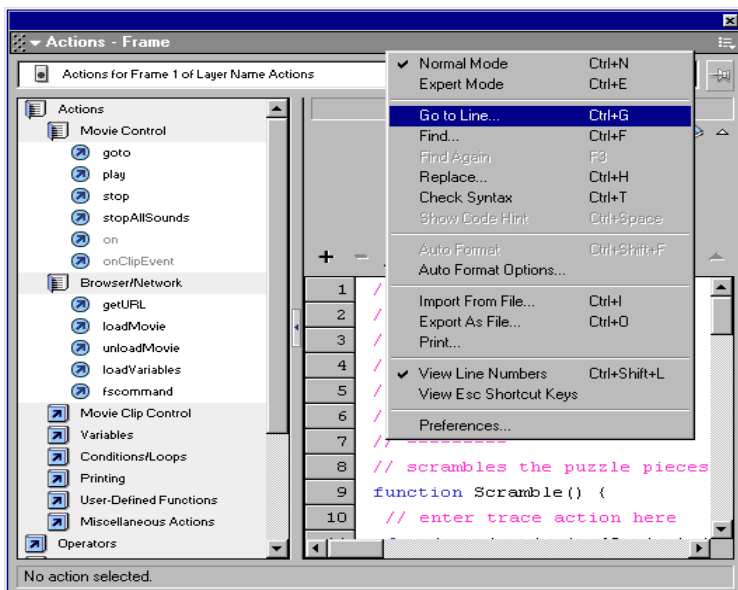 Actions - Frame
Actions for Frame 1 of Layer Name Actions
Actions
Movie Control
goto
play
stop
stopAllSounds
on
onClipEvent
Browser/Network
getURL
loadMovie
unloadMovie
loadVariables
fscommand
Movie Clip Control
Variables
Conditions/Loops
Printing
User-Defined Functions
Miscellaneous Actions
Operators
Normal Mode Ctrl+N
Expert Mode Ctrl+E
Go to Line... Ctrl+G
Find... Ctrl+F
Find Again F3
Replace... Ctrl+H
Check Syntax Ctrl+T
Show Code Hint Ctrl+Space
Auto Format Ctrl+Shift+F
Auto Format Options...
Import From File... Ctrl+I
Export As File... Ctrl+O
Print...
View Line Numbers Ctrl+Shift+L
View Esc Shortcut Keys
Preferences...
1 /
2 /
3 /
4 /
5 /
6 /
7 // ---------
8 // scrambles the puzzle pieces
9 function Scramble() {
10 // enter trace action here
No action selected.